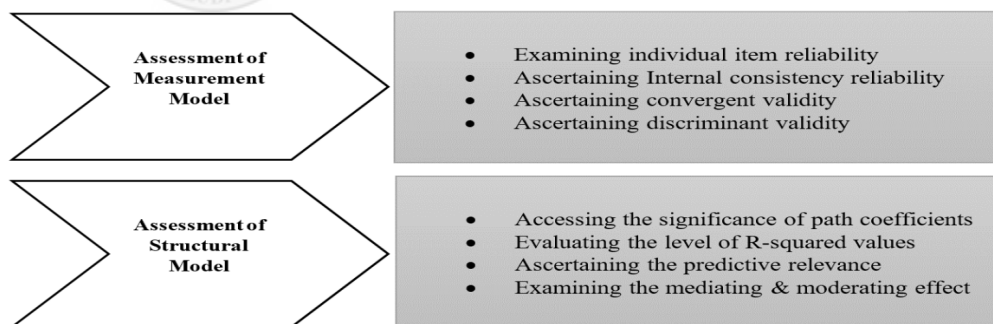 Assessment of
Measurement
Model
• Examining individual item reliability
• Ascertaining Internal consistency reliability
• Ascertaining convergent validity
• Ascertaining discriminant validity
Assessment of
Structural
Model
• Accessing the significance of path coefficients
• Evaluating the level of R-squared values
• Ascertaining the predictive relevance
• Examining the mediating & moderating effect